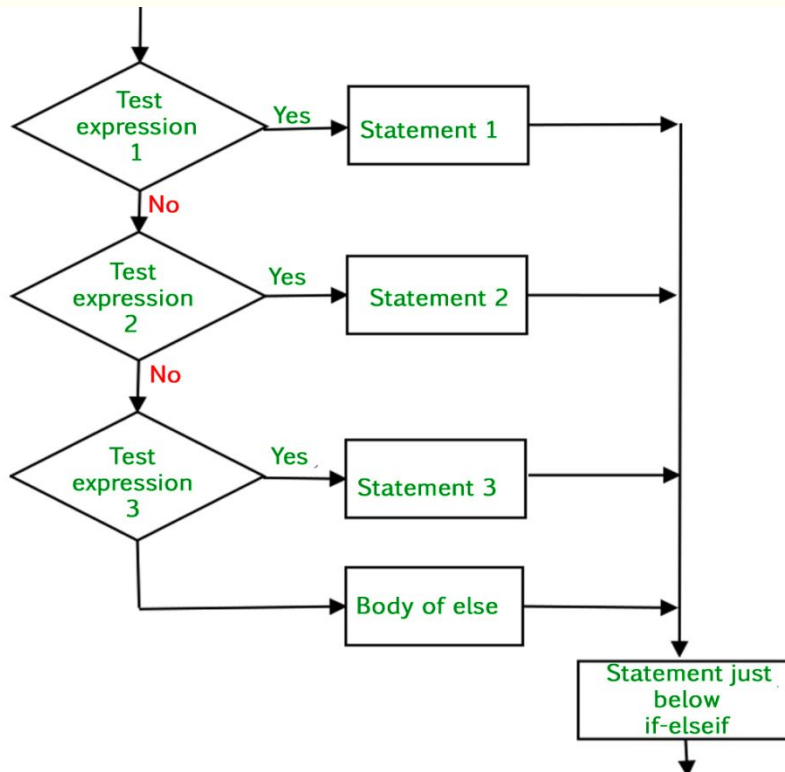 Test
expression
1
Yes
Statement 1
No
Test
expression
2
Yes
Statement 2
No
Test
expression
3
Yes
Statement 3
Body of else
Statement just
below
if-elseif